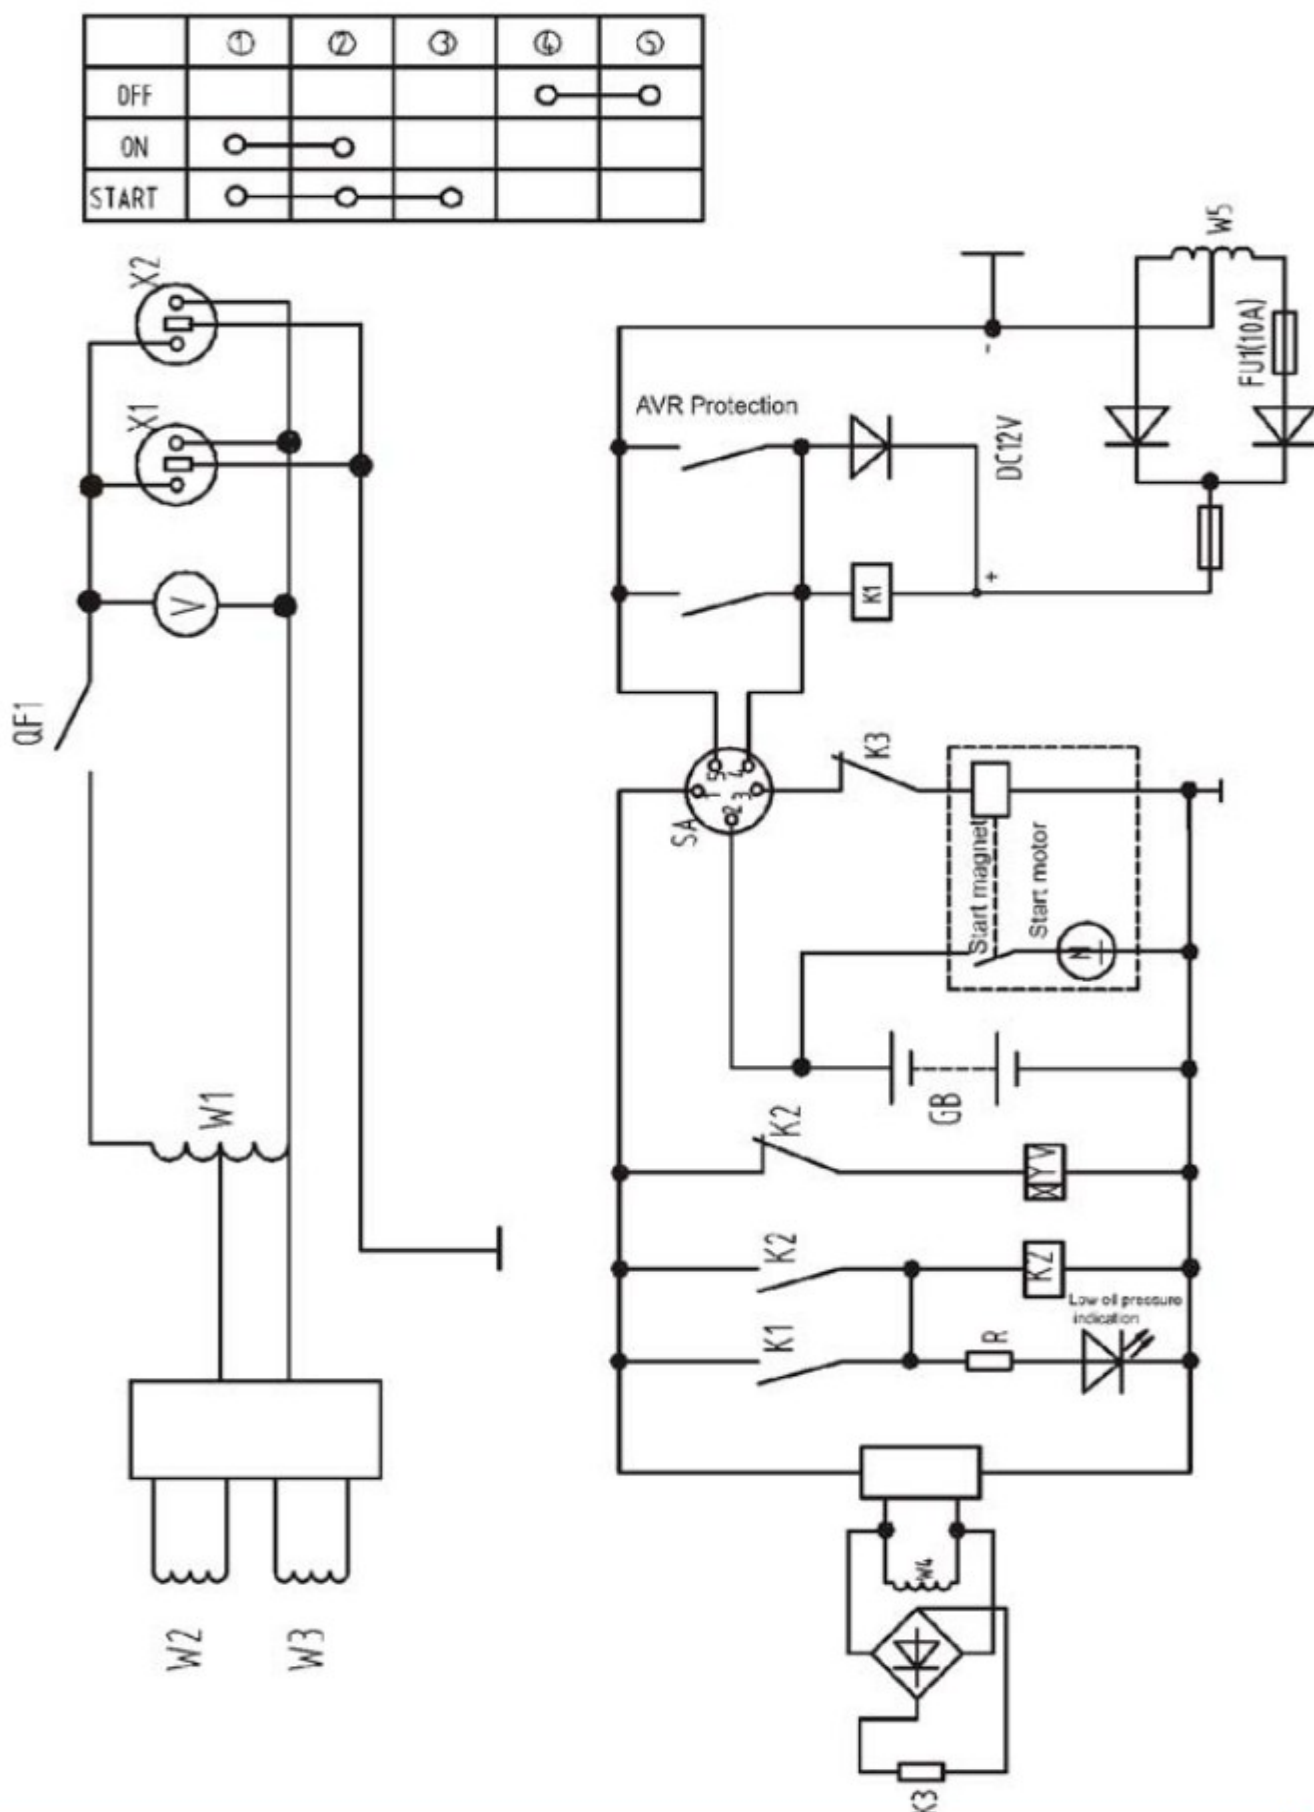 ① ② ③ ④ ⑤
OFF
ON
START
X2
X1
V
QF1
W1
W2
W3
W5
FU1(10A)
-
AVR Protection
DC12V
+
K1
K3
5 4
1 3
2
SA
Start magnet
Start motor
M
GB
K2
YV
K2
K2
Low oil pressure
indication
K1
R
W4
K3